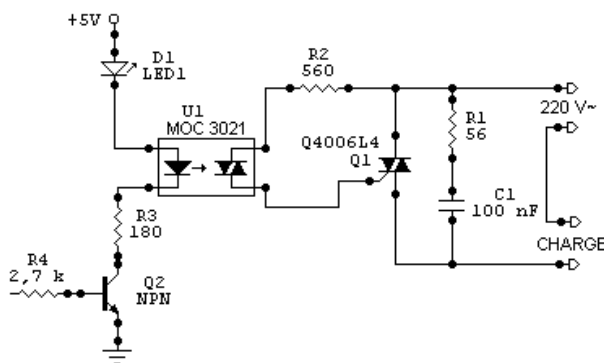 +5V
D1
LED1
U1
MOC 3021
R2
560
Q4006L4
Q1
R1
56
220 V~
C1
100 nF
CHARGE
R3
180
R4
2,7 k
Q2
NPN